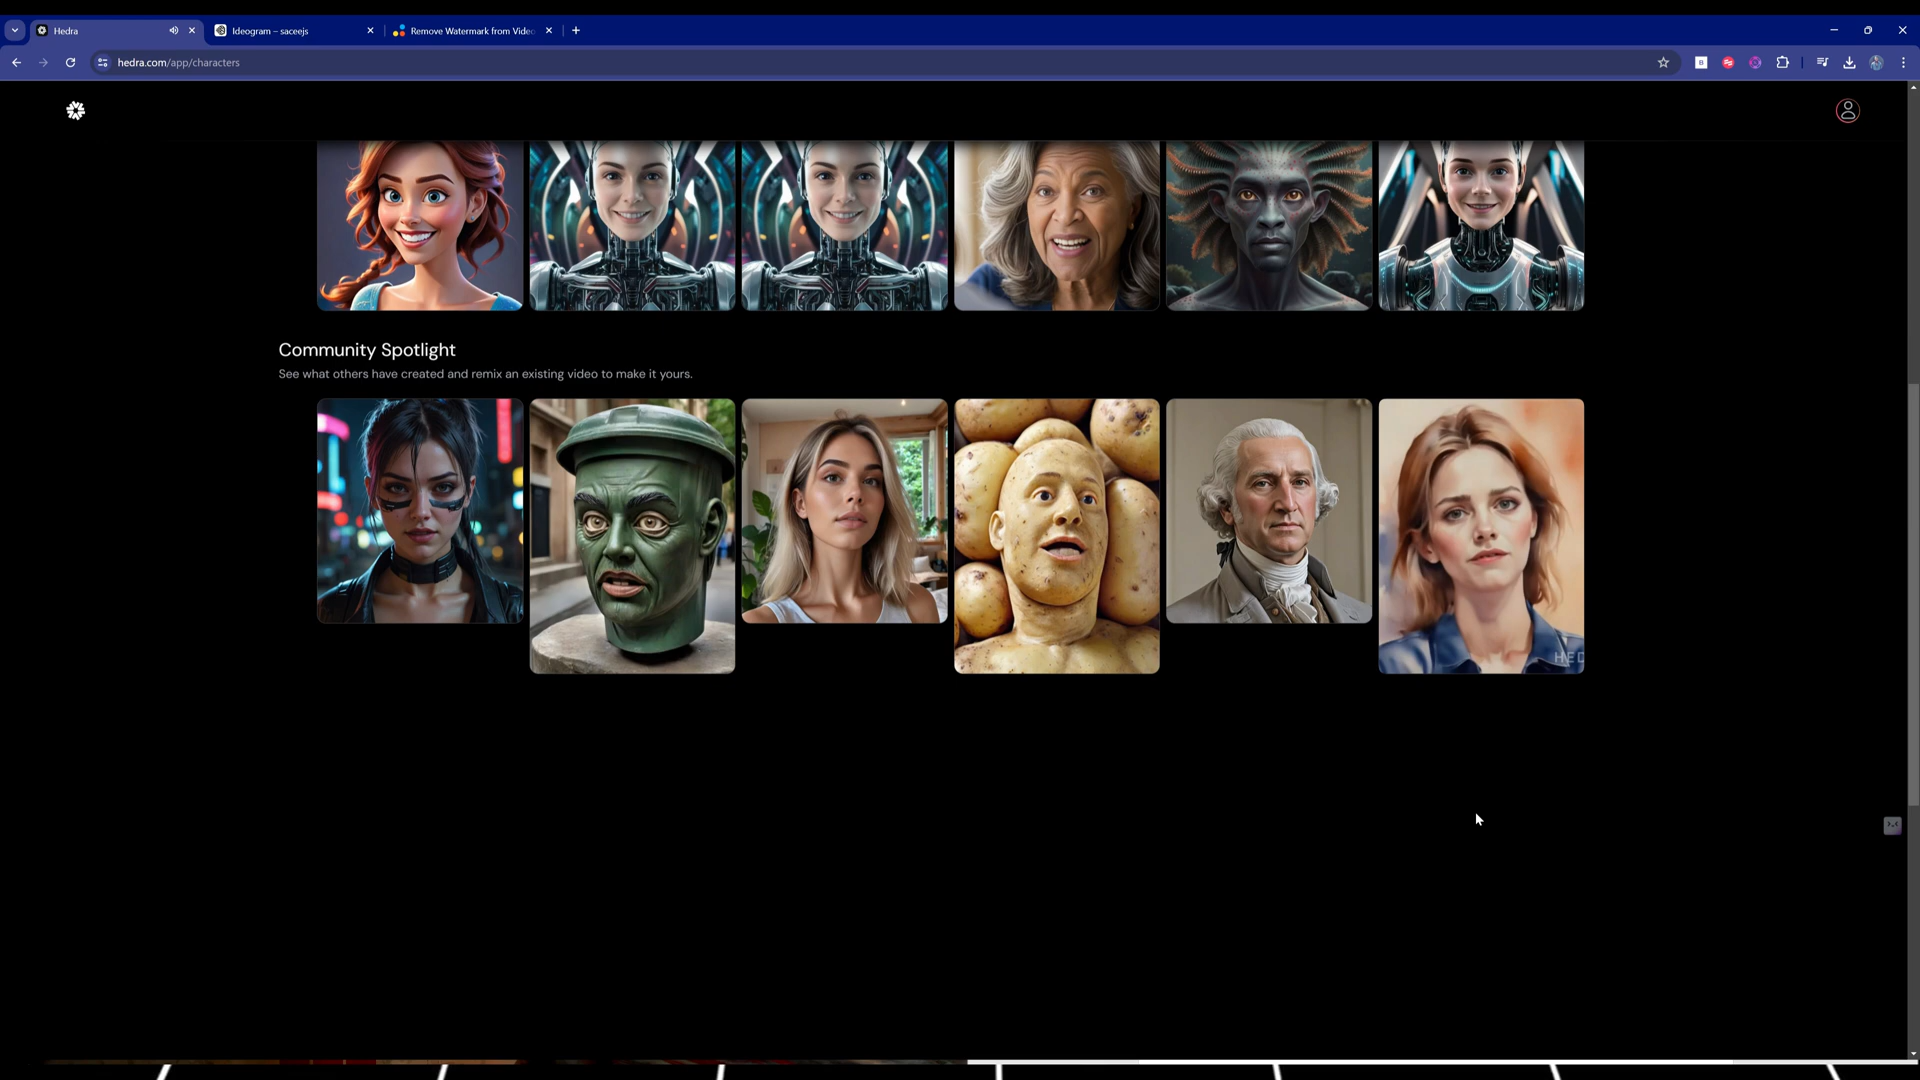 Hedra
Ideogram – saceejs
Remove Watermark from Video
hedra.com/app/characters
Community Spotlight
See what others have created and remix an existing video to make it yours.
HED